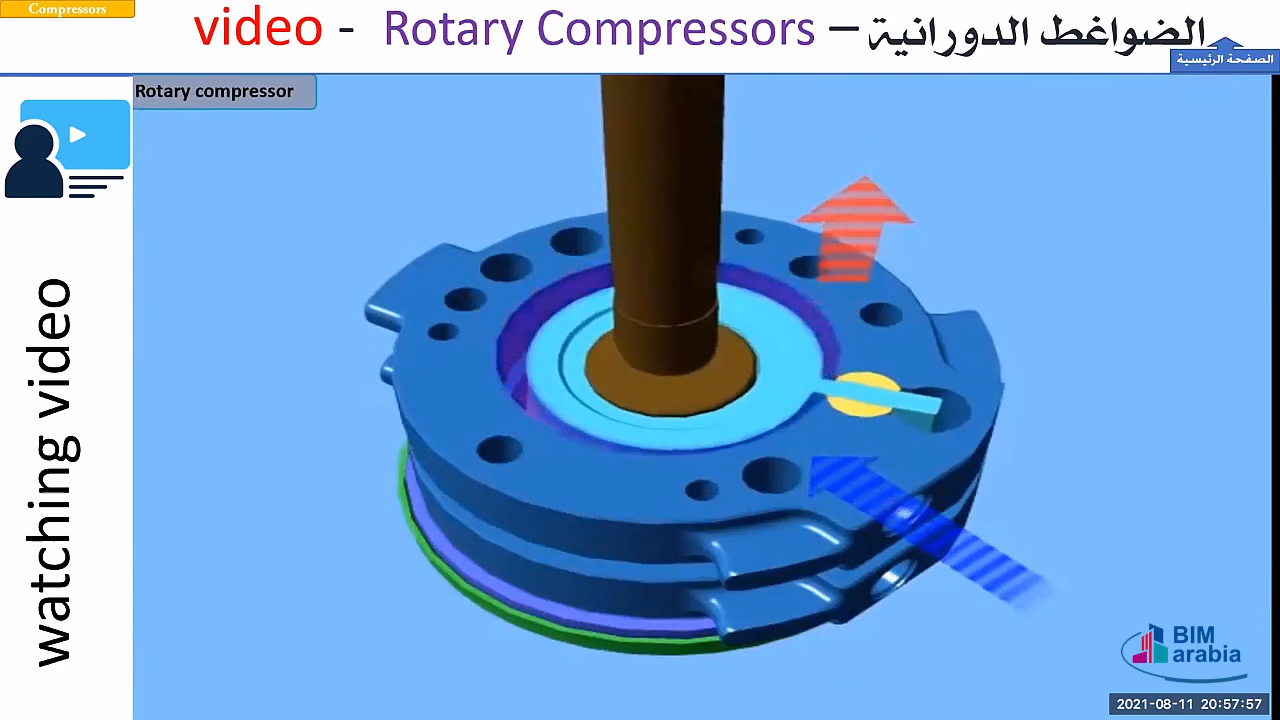 Compressors
video - Rotary Compressors – الضواغط الدورانية
الصفحة الرئيسية
Rotary compressor
watching video
BIM
arabia
2021-08-11 20:57:57